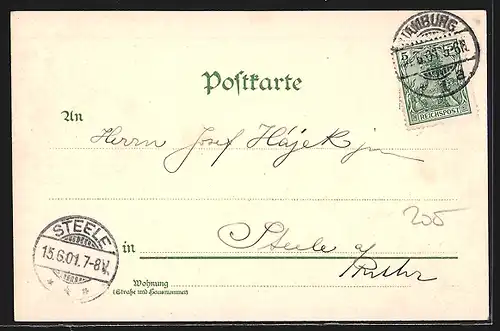 HAMBURG
5
REICHSPOST
Postkarte
An
Herrn Josef Hájek jun
205
STEELE
15.6.01.7-8V.
in
Steele a/
Ruhr
Wohnung
(Straße und Hausnummer)